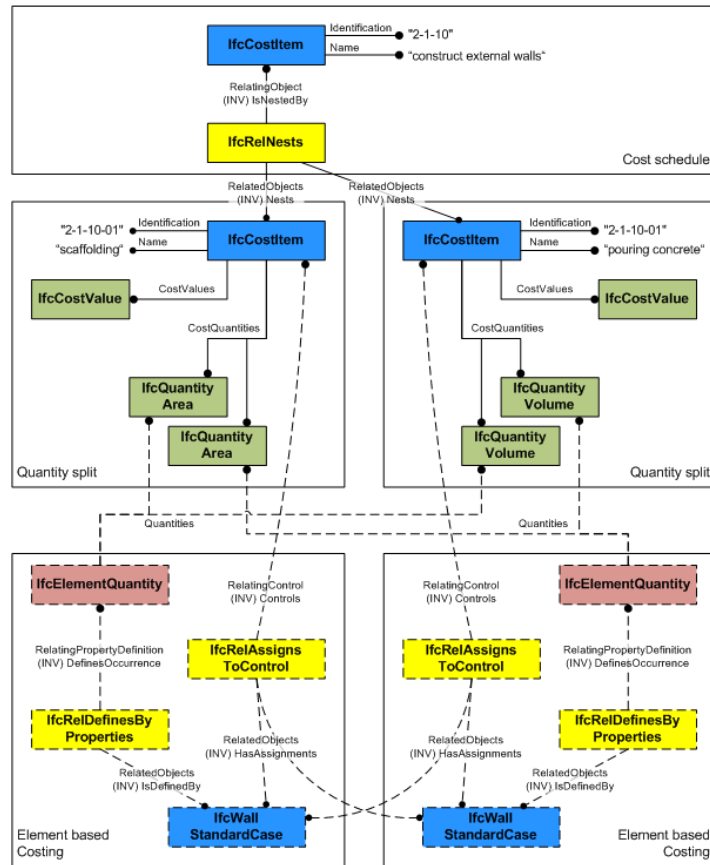 Identification
"2-1-10"
IfcCostItem
Name
“construct external walls“
RelatingObject
(INV) IsNestedBy
IfcRelNests
Cost schedule
RelatedObjects
(INV) Nests
RelatedObjects
(INV) Nests
"2-1-10-01"
Identification
IfcCostItem
“scaffolding“
Name
IfcCostItem
Identification
"2-1-10-01"
Name
“pouring concrete“
IfcCostValue
CostValues
CostValues
IfcCostValue
CostQuantities
CostQuantities
IfcQuantity
Area
IfcQuantity
Area
IfcQuantity
Volume
IfcQuantity
Volume
Quantity split
Quantity split
Quantities
Quantities
IfcElementQuantity
RelatingControl
(INV) Controls
RelatingControl
(INV) Controls
IfcElementQuantity
RelatingPropertyDefinition
(INV) DefinesOccurrence
IfcRelAssigns
ToControl
IfcRelAssigns
ToControl
RelatingPropertyDefinition
(INV) DefinesOccurrence
IfcRelDefinesBy
Properties
RelatedObjects
(INV) HasAssignments
RelatedObjects
(INV) HasAssignments
IfcRelDefinesBy
Properties
RelatedObjects
(INV) IsDefinedBy
RelatedObjects
(INV) IsDefinedBy
IfcWall
StandardCase
IfcWall
StandardCase
Element based
Costing
Element based
Costing